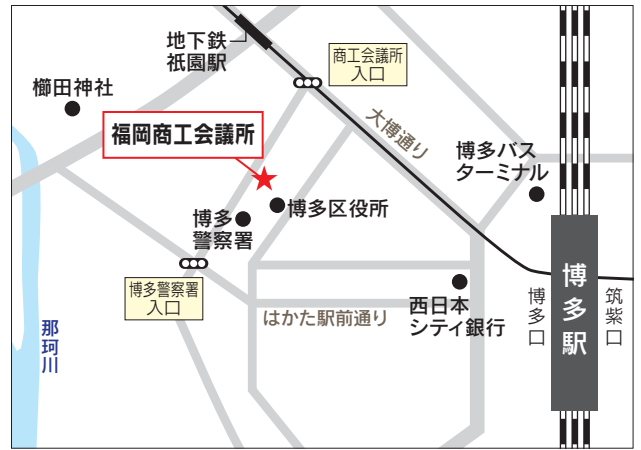 地下鉄
祇園駅
商工会議所
入口
櫛田神社
大博通り
福岡商工会議所
博多バス
ターミナル
博多区役所
博多
警察署
博多警察署
入口
はかた駅前通り
西日本
シティ銀行
博多口
博多駅
筑紫口
那珂川